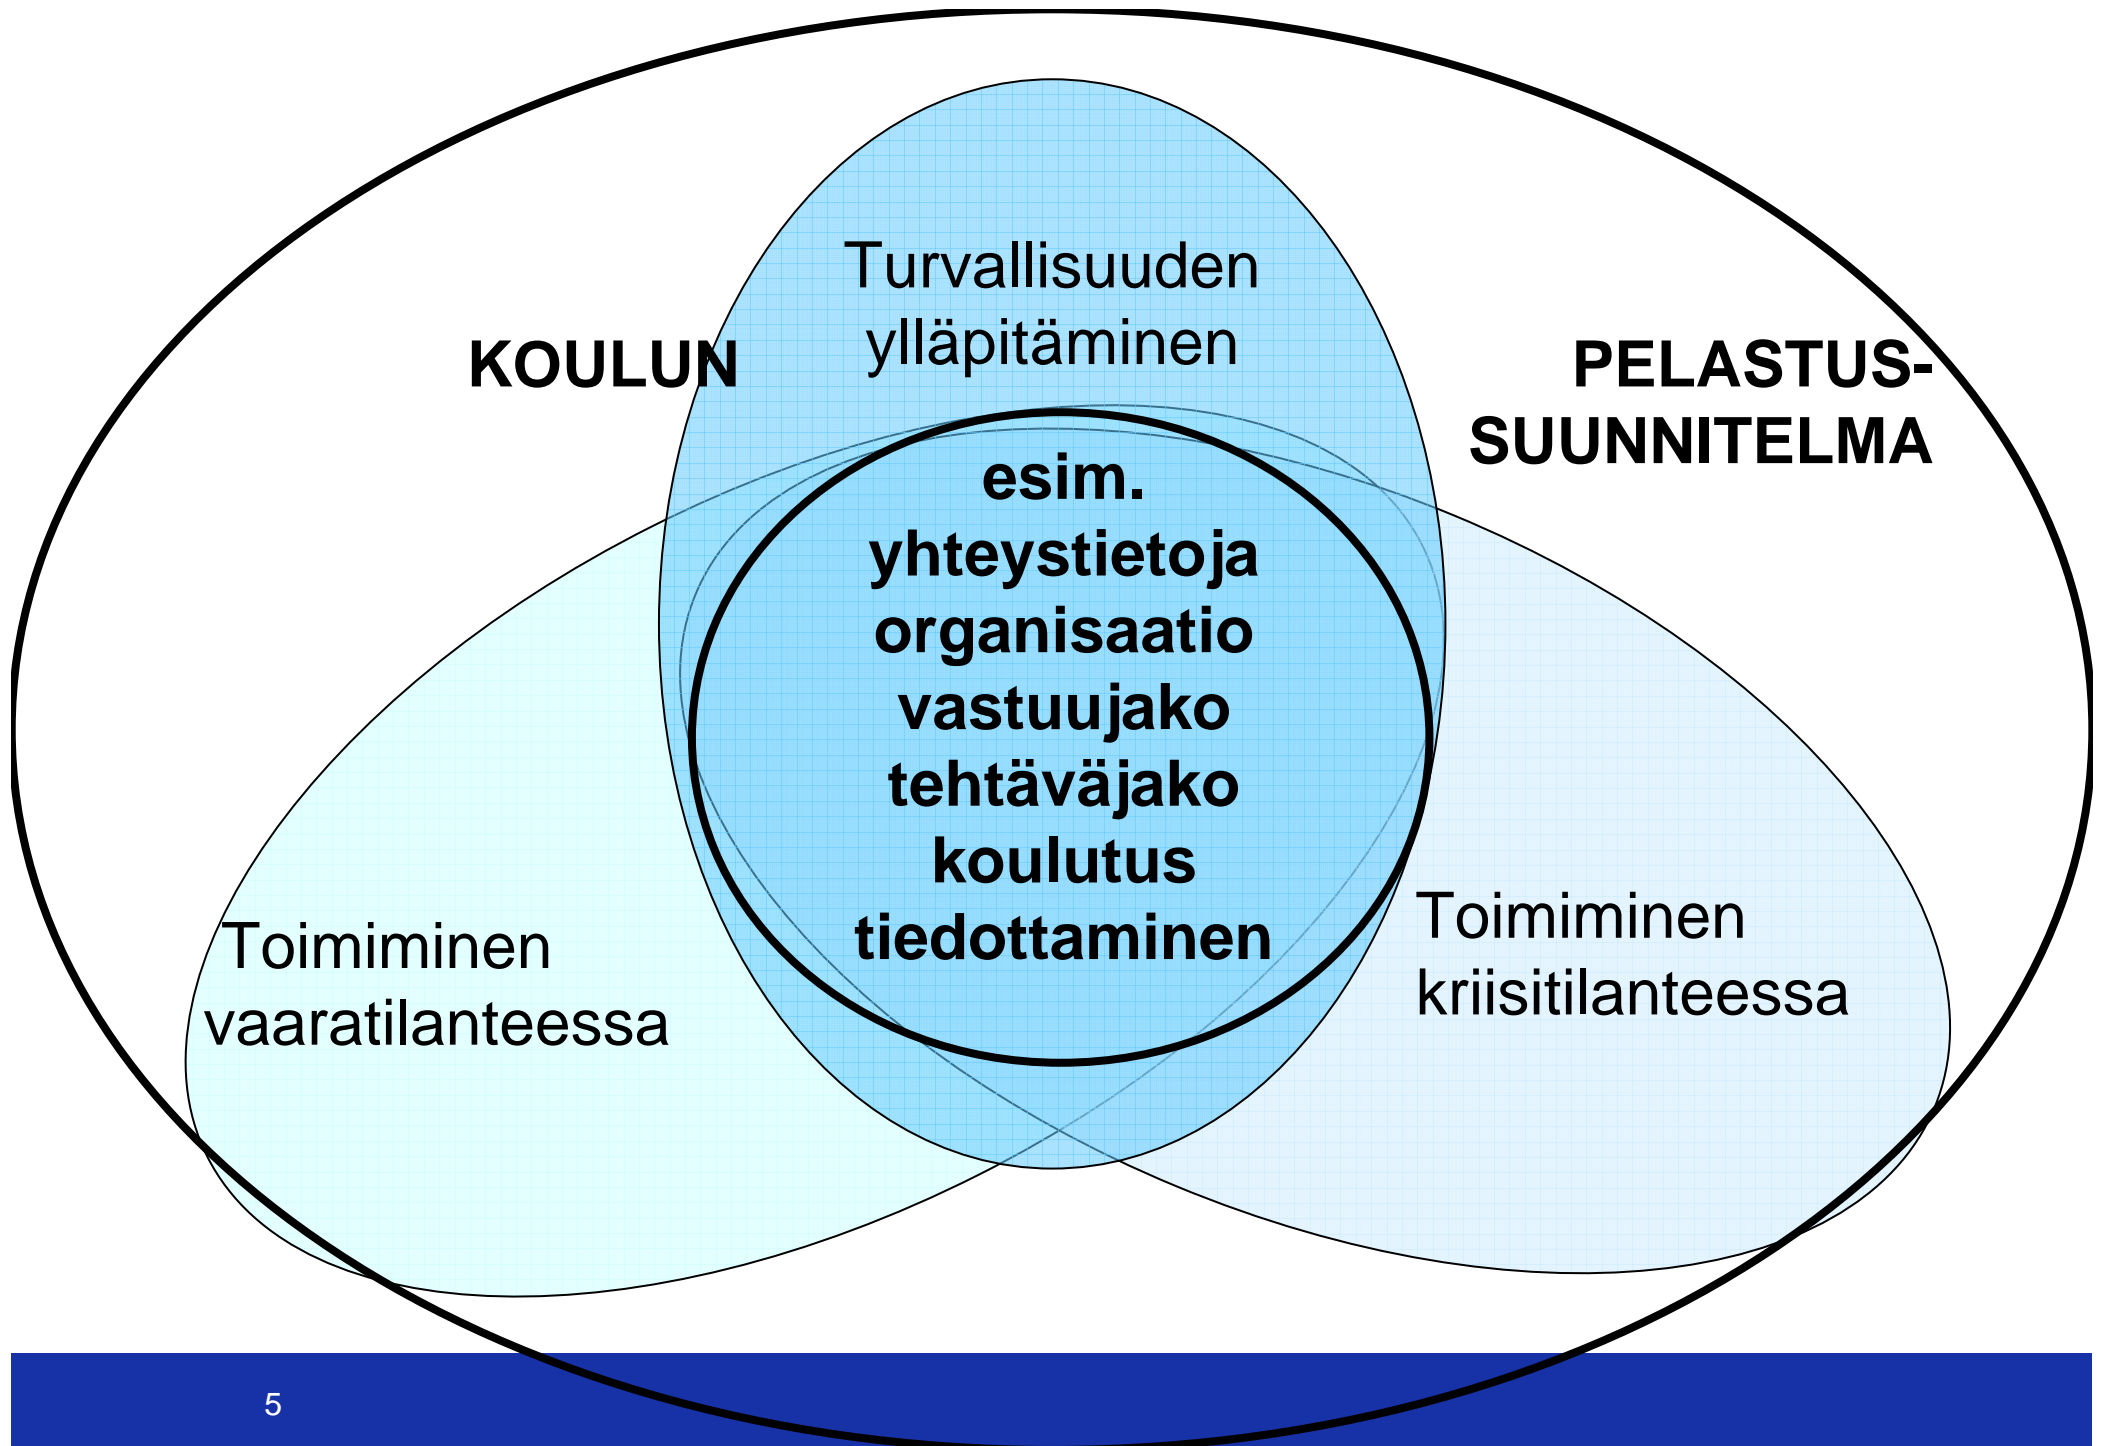 Turvallisuuden
ylläpitäminen
KOULUN
PELASTUS-
SUUNNITELMA
esim.
yhteystietoja
organisaatio
vastuujako
tehtäväjako
koulutus
tiedottaminen
Toimiminen
vaaratilanteessa
Toimiminen
kriisitilanteessa
5